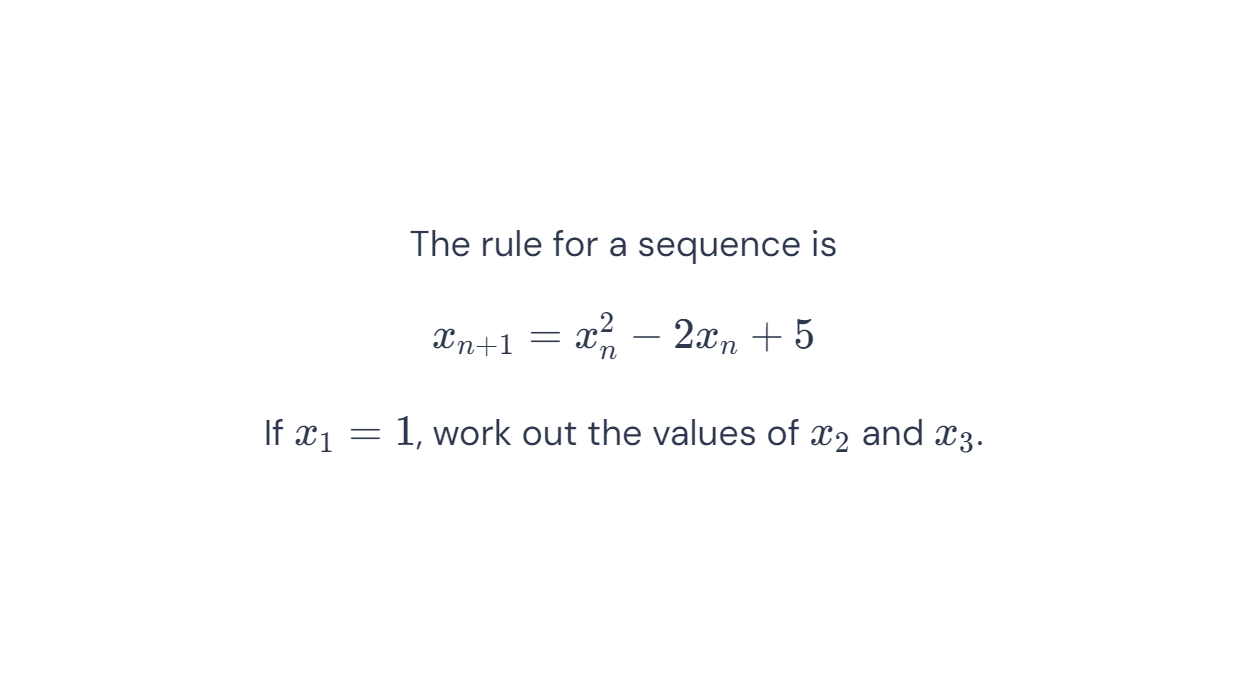 The rule for a sequence is
$x_{n+1} = x_n^2 - 2x_n + 5$
If $x_1 = 1$, work out the values of $x_2$ and $x_3$.